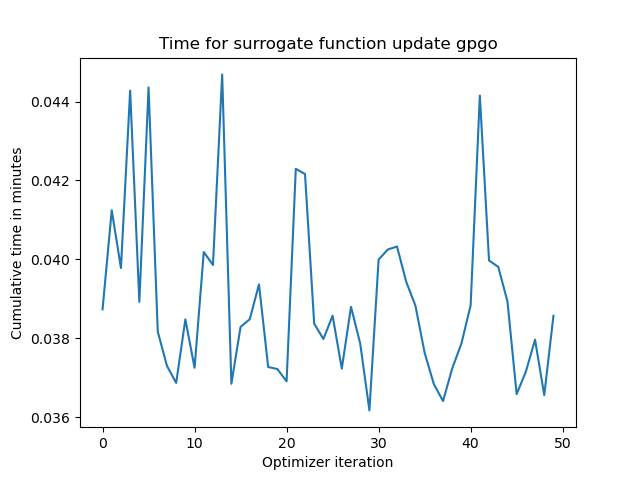 Time for surrogate function update gpgo
Cumulative time in minutes
0.044
0.042
0.040
0.038
0.036
0 10 20 30 40 50
Optimizer iteration